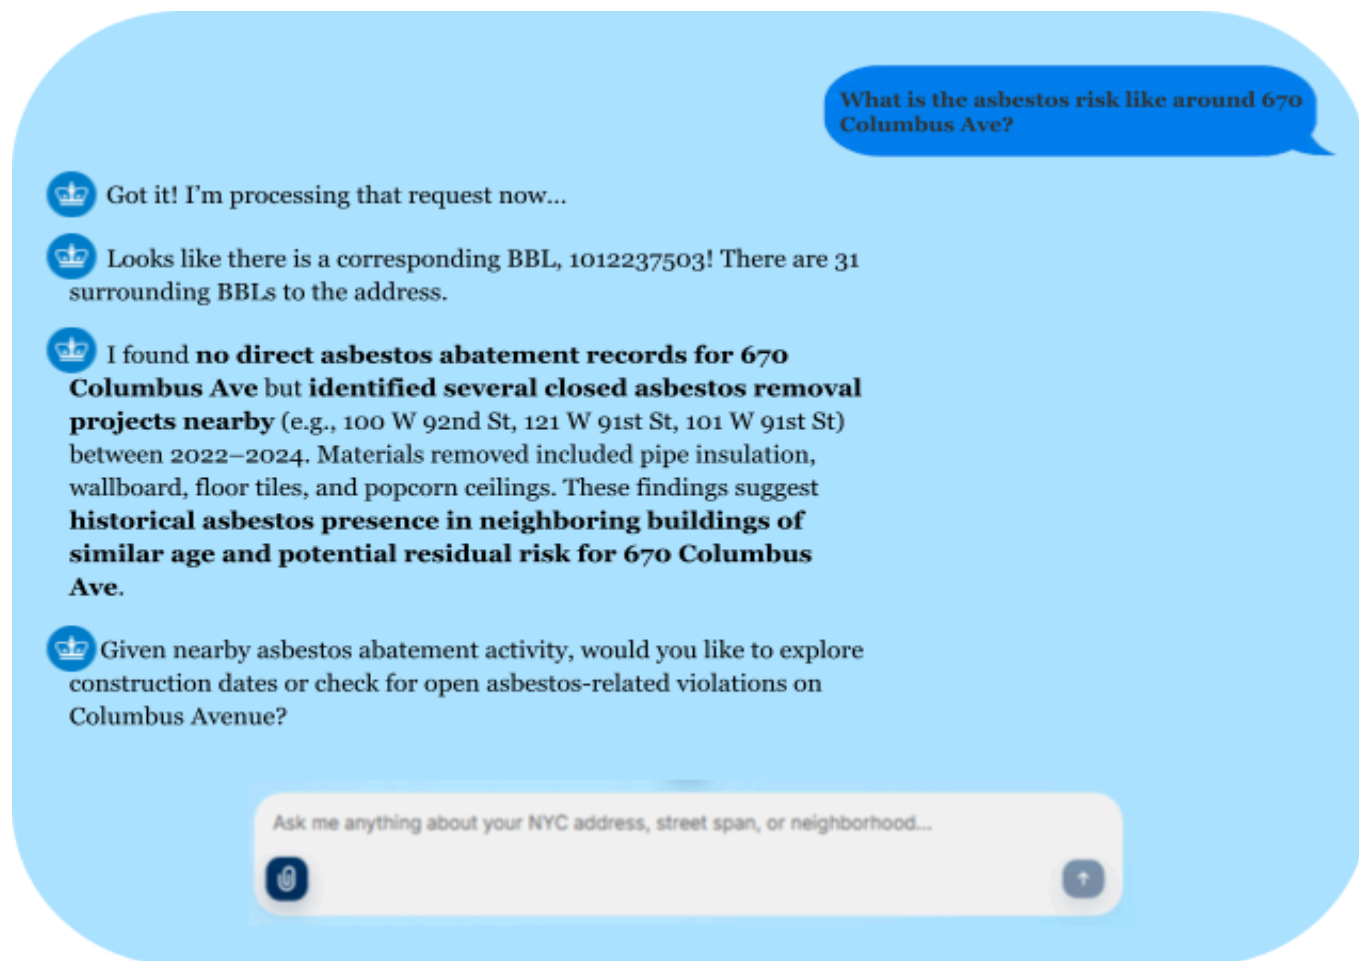 What is the asbestos risk like around 670
Columbus Ave?
Got it! I'm processing that request now...
Looks like there is a corresponding BBL, 1012237503! There are 31
surrounding BBLs to the address.
I found no direct asbestos abatement records for 670
Columbus Ave but identified several closed asbestos removal
projects nearby (e.g., 100 W 92nd St, 121 W 91st St, 101 W 91st St)
between 2022–2024. Materials removed included pipe insulation,
wallboard, floor tiles, and popcorn ceilings. These findings suggest
historical asbestos presence in neighboring buildings of
similar age and potential residual risk for 670 Columbus
Ave.
Given nearby asbestos abatement activity, would you like to explore
construction dates or check for open asbestos-related violations on
Columbus Avenue?
Ask me anything about your NYC address, street span, or neighborhood...